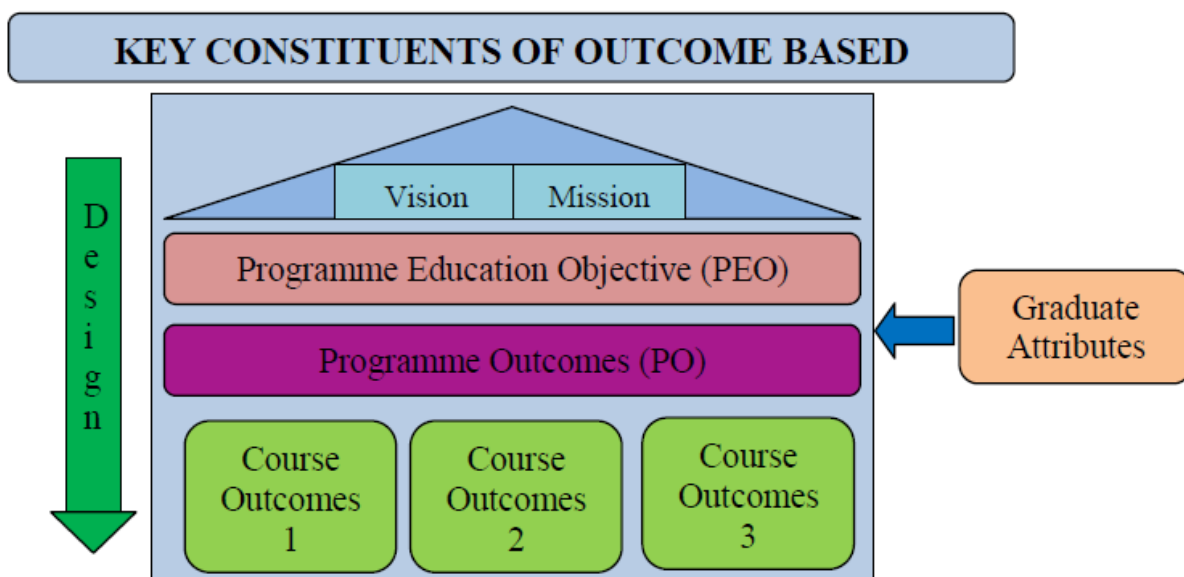 KEY CONSTITUENTS OF OUTCOME BASED
Design
Vision
Mission
Programme Education Objective (PEO)
Programme Outcomes (PO)
Graduate
Attributes
Course
Outcomes
1
Course
Outcomes
2
Course
Outcomes
3